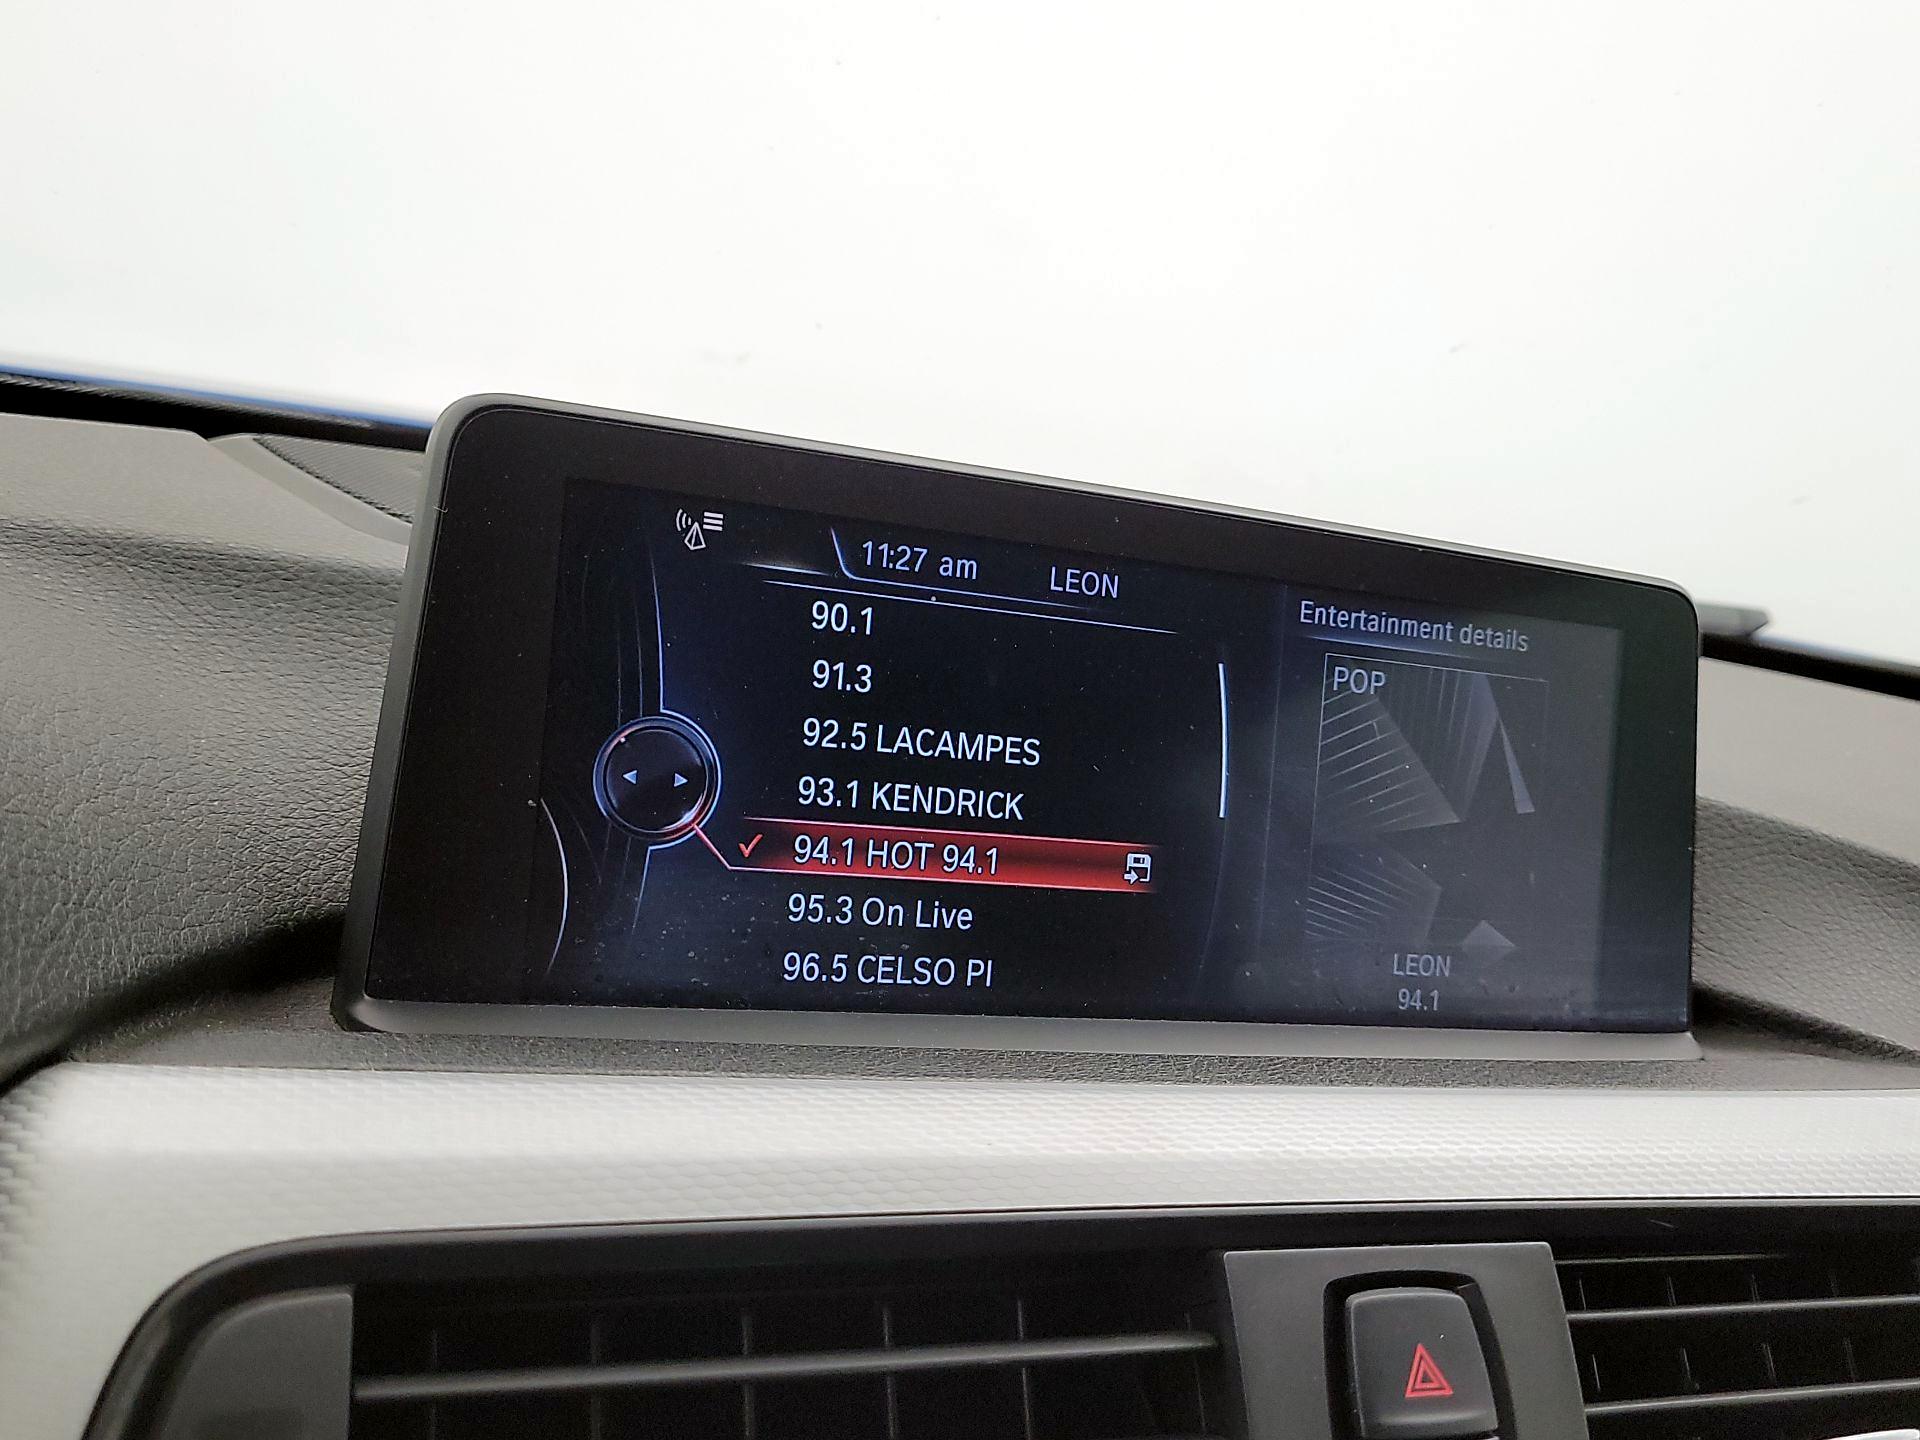 11:27 am LEON
90.1
91.3
92.5 LACAMPES
93.1 KENDRICK
94.1 HOT 94.1
95.3 On Live
96.5 CELSO PI
Entertainment details
POP
LEON
94.1